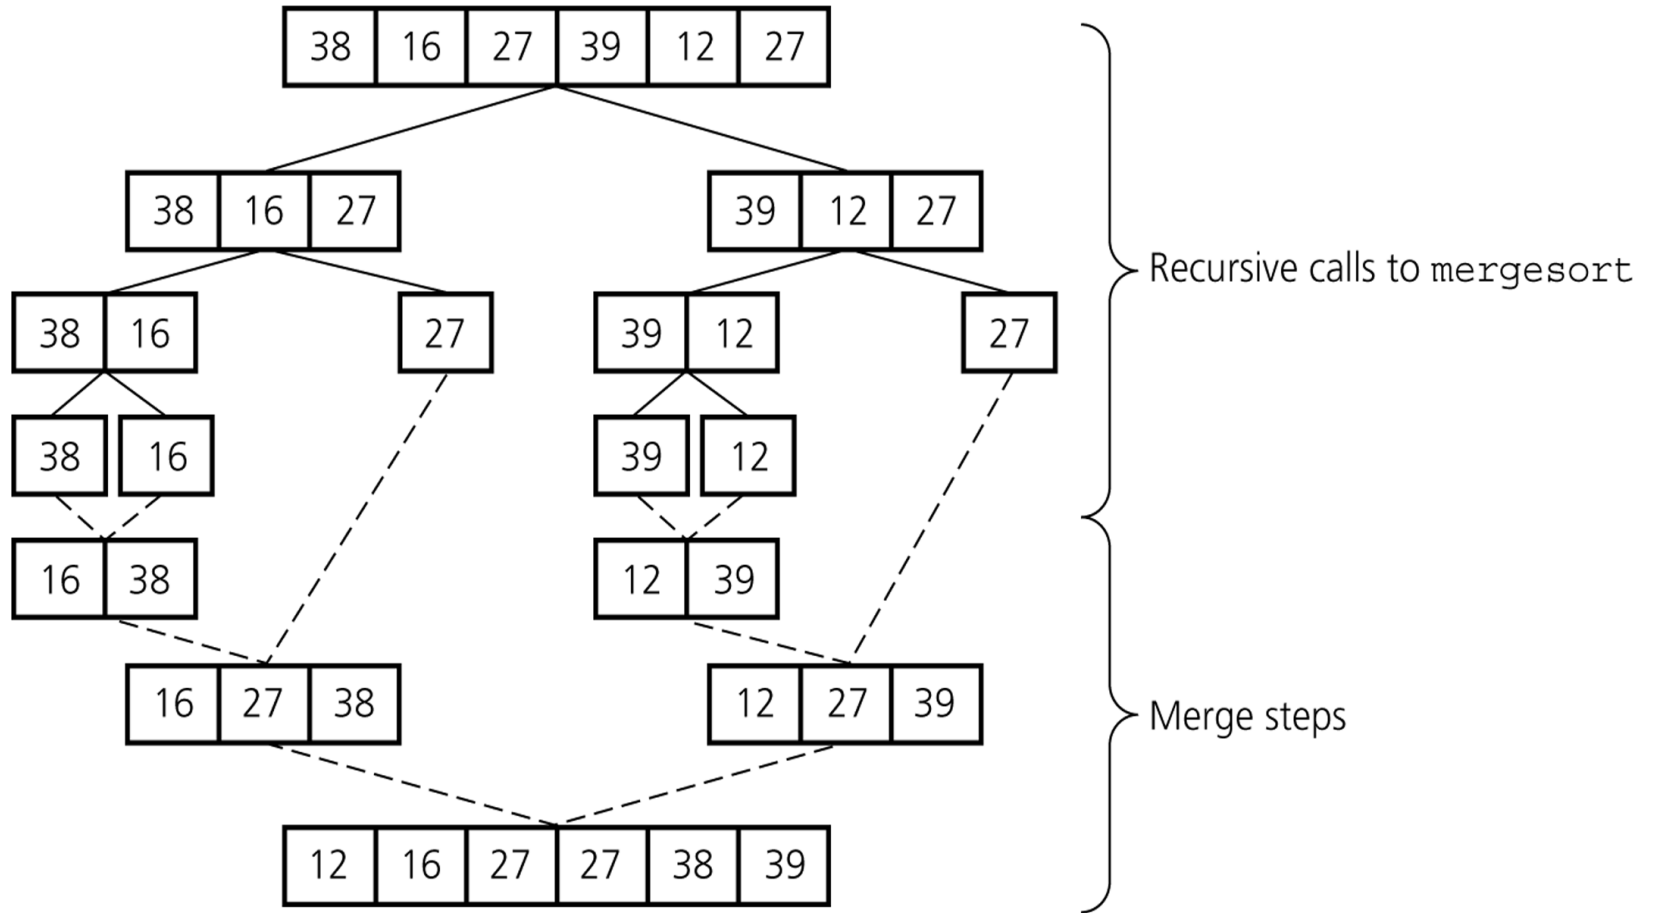 38 16 27 39 12 27
38 16 27 39 12 27
Recursive calls to mergesort
38 16 27 39 12 27
38 16 39 12
16 38 12 39
16 27 38 12 27 39
Merge steps
12 16 27 27 38 39